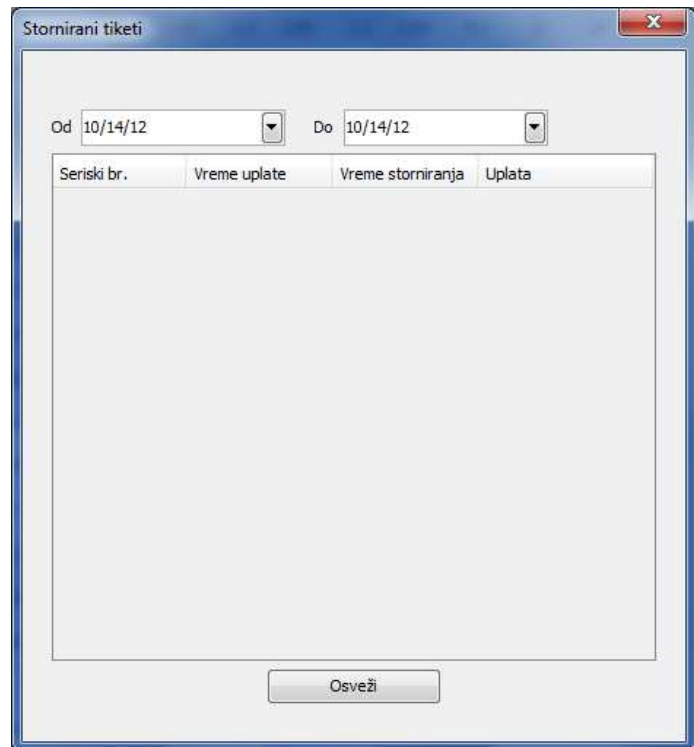 Stornirani tiketi
Od 10/14/12 Do 10/14/12
Seriski br. Vreme uplate Vreme storniranja Uplata
Osveži